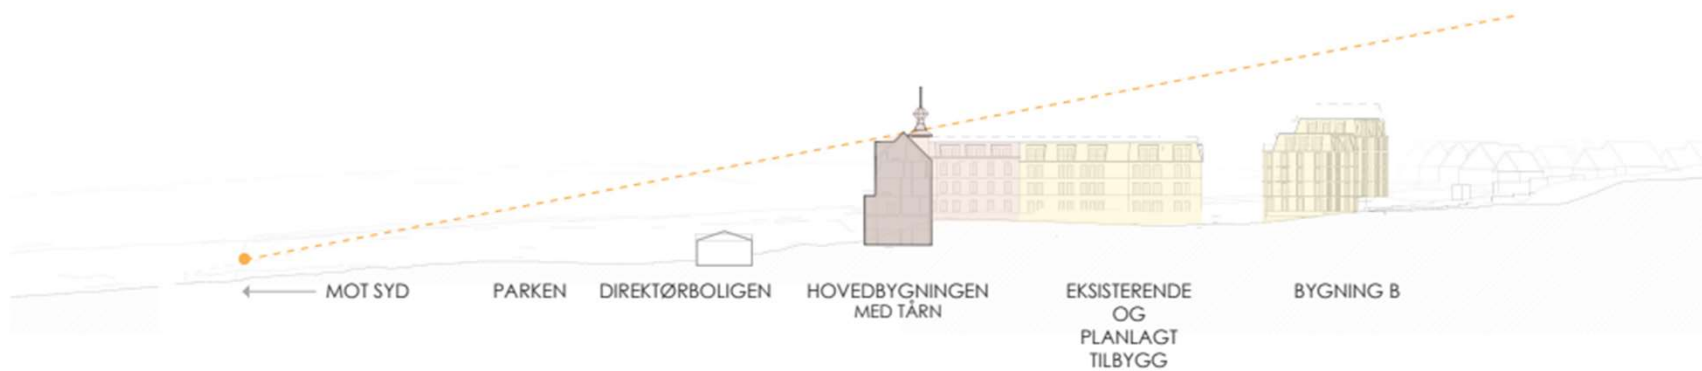 MOT SYD
PARKEN
DIREKTØRBOLIGEN
HOVEDBYGNINGEN
MED TÅRN
EKSISTERENDE
OG
PLANLAGT
TILBYGG
BYGNING B